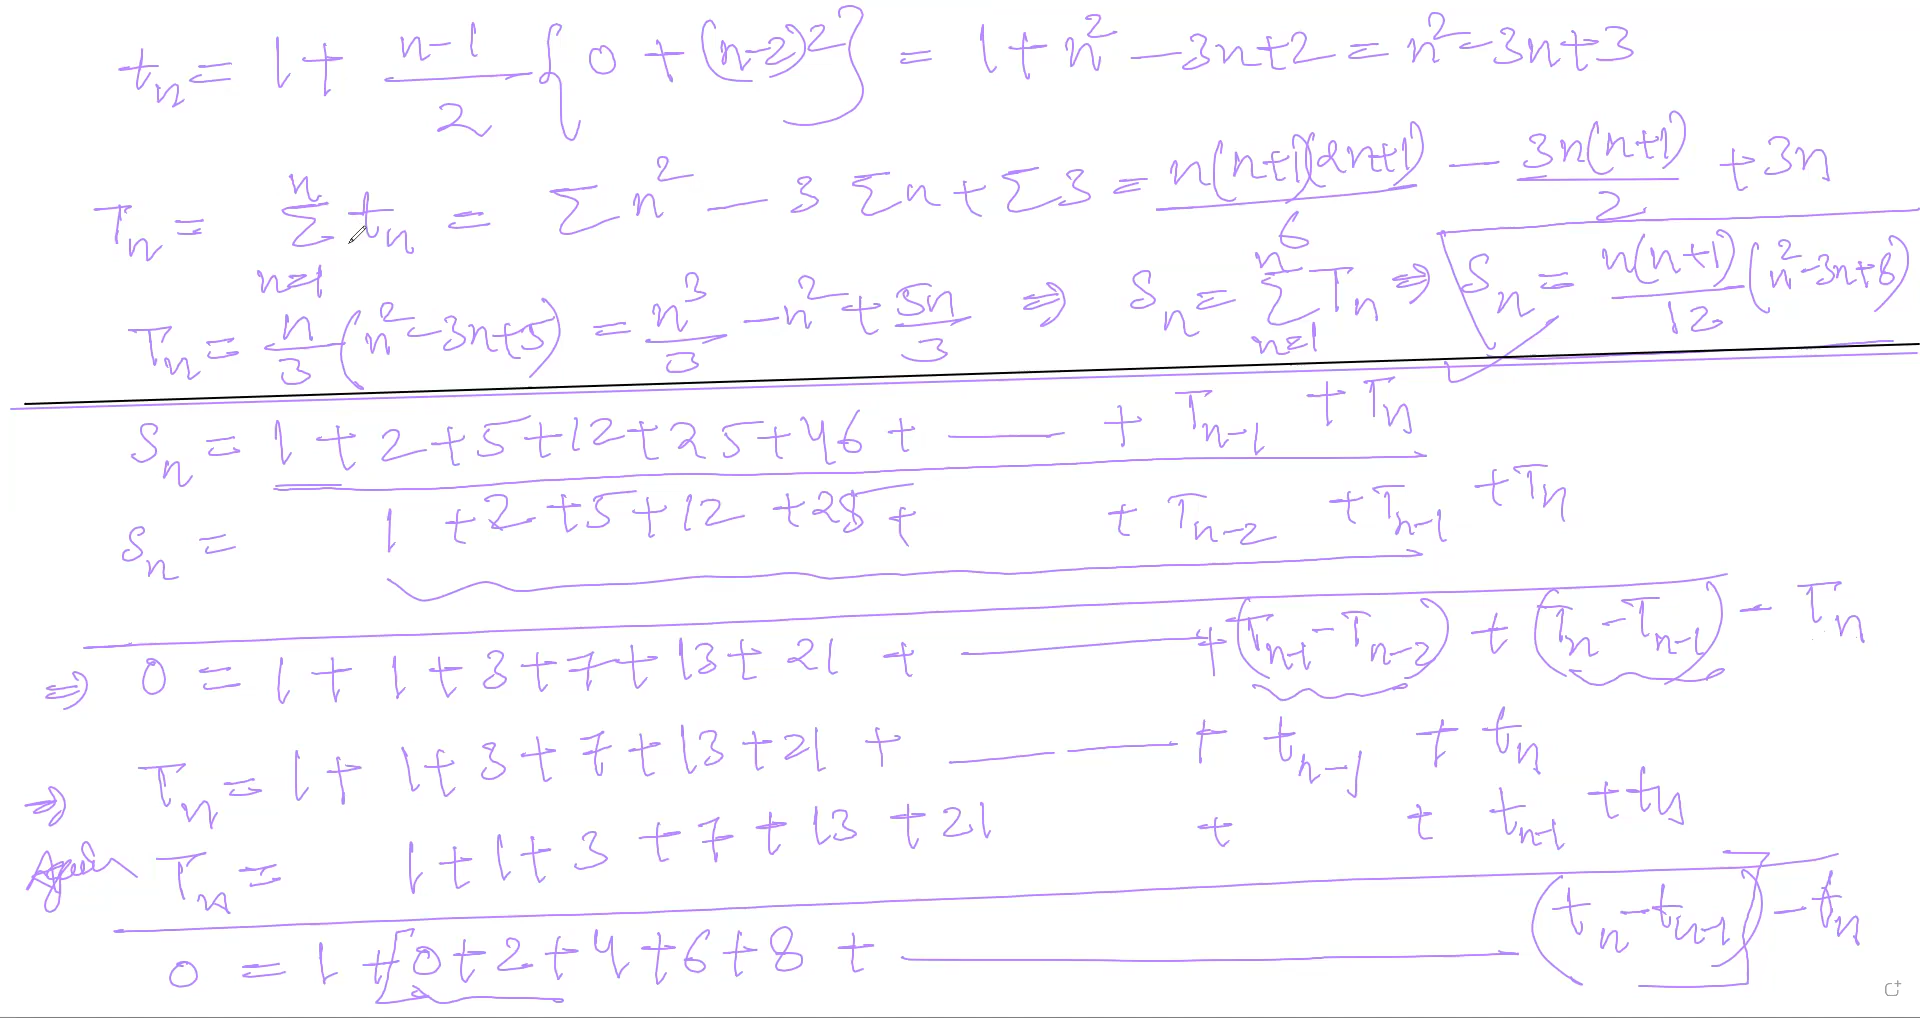 tₙ = 1 + (n-1)/2 {0 + (n-2)2} = 1 + n² - 3n + 2 = n² - 3n + 3
Tₙ = Σ_{n=1}^{n} tₙ = Σn² - 3Σn + Σ3 = n(n+1)(2n+1)/6 - 3n(n+1)/2 + 3n
Tₙ = n/3 (n² - 3n + 5) = n³/3 - n² + 5n/3 ⇒ Sₙ = Σ_{n=1}^{n} Tₙ ⇒ Sₙ = n(n+1)/12 (n² - 3n + 8)
Sₙ = 1 + 2 + 5 + 12 + 25 + 46 + —— + Tₙ₋₁ + Tₙ
Sₙ = 1 + 2 + 5 + 12 + 25 + + Tₙ₋₂ + Tₙ₋₁ + Tₙ
⇒ 0 = 1 + 1 + 3 + 7 + 13 + 21 + —— + (Tₙ₋₁ - Tₙ₋₂) + (Tₙ - Tₙ₋₁) - Tₙ
⇒ Tₙ = 1 + 1 + 3 + 7 + 13 + 21 + —— + tₙ₋₁ + tₙ
Again Tₙ = 1 + 1 + 3 + 7 + 13 + 21 + + tₙ₋₁ + tₙ
0 = 1 + [0 + 2 + 4 + 6 + 8 + —— (tₙ - tₙ₋₁)] - tₙ